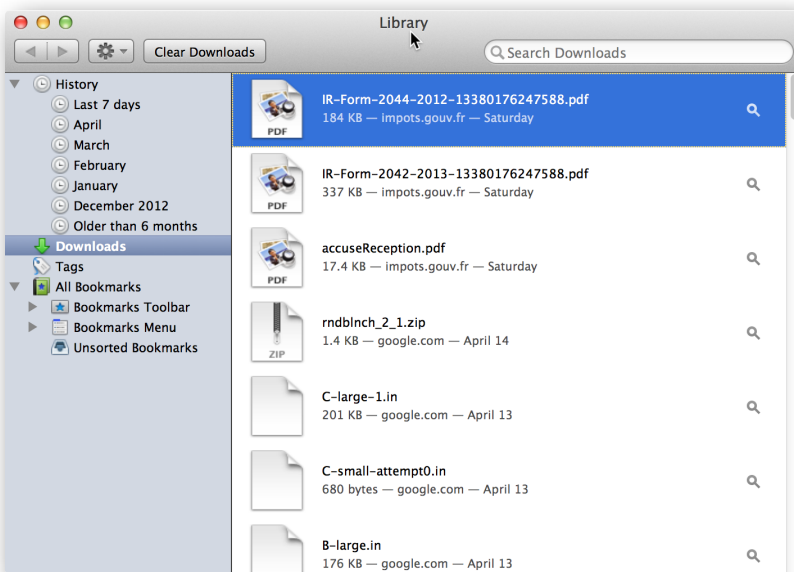 Library
Clear Downloads
Search Downloads
History
Last 7 days
April
March
February
January
December 2012
Older than 6 months
Downloads
Tags
All Bookmarks
Bookmarks Toolbar
Bookmarks Menu
Unsorted Bookmarks
PDF
IR-Form-2044-2012-13380176247588.pdf
184 KB — impots.gouv.fr — Saturday
PDF
IR-Form-2042-2013-13380176247588.pdf
337 KB — impots.gouv.fr — Saturday
PDF
accuseReception.pdf
17.4 KB — impots.gouv.fr — Saturday
ZIP
rndblnch_2_1.zip
1.4 KB — google.com — April 14
C-large-1.in
201 KB — google.com — April 13
C-small-attempt0.in
680 bytes — google.com — April 13
B-large.in
176 KB — google.com — April 13